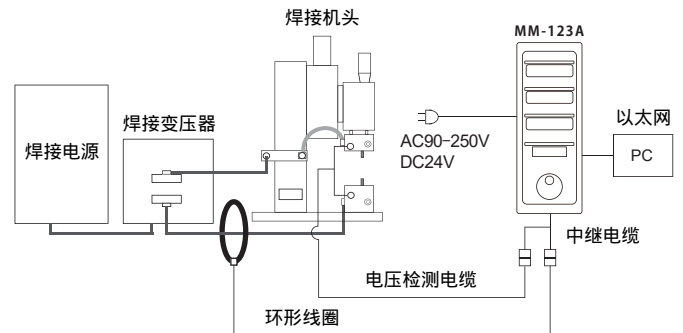 焊接机头
MM-123A
焊接变压器
焊接电源
AC90-250V
DC24V
以太网
PC
中继电缆
电压检测电缆
环形线圈